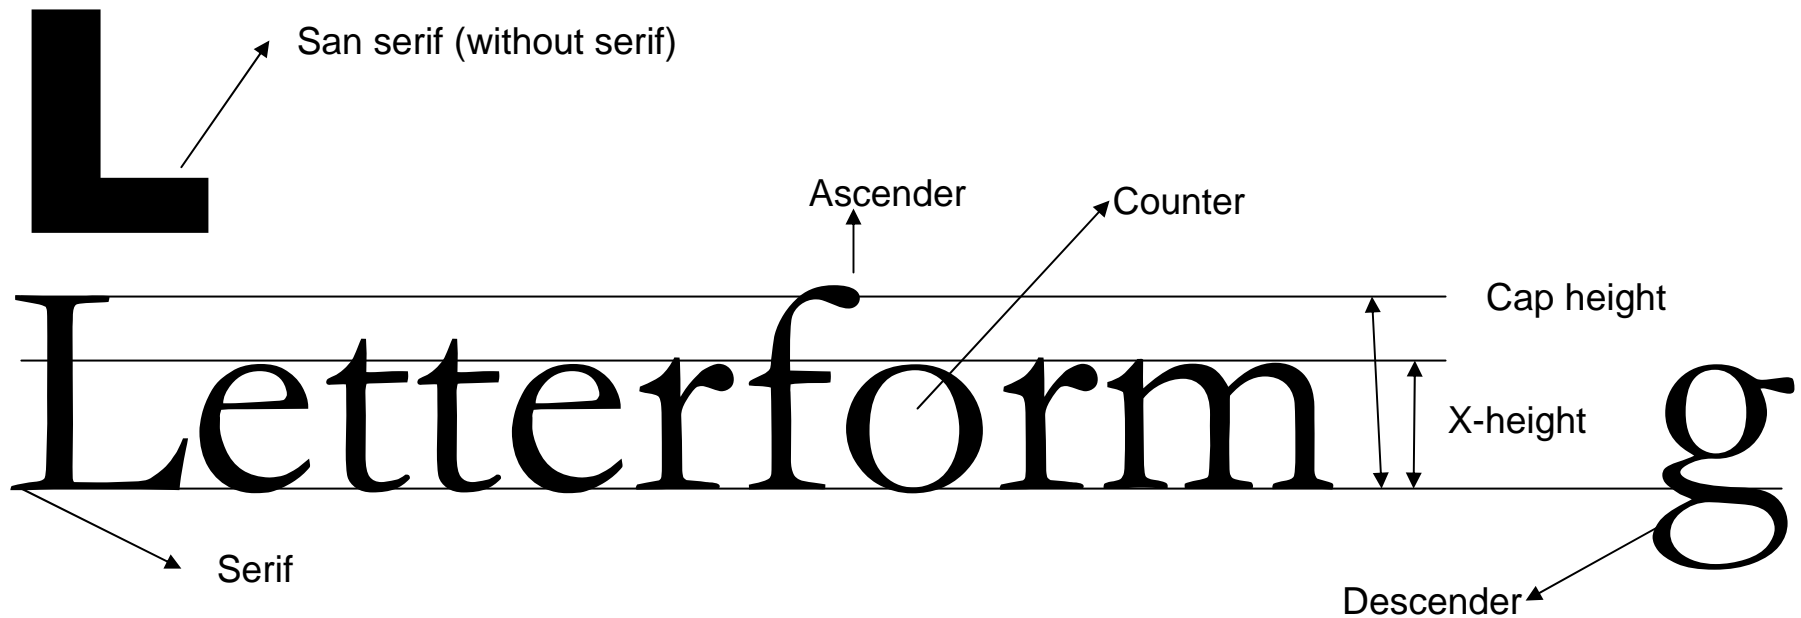 L
San serif (without serif)
Ascender
Counter
Cap height
Letterform
g
X-height
Serif
Descender